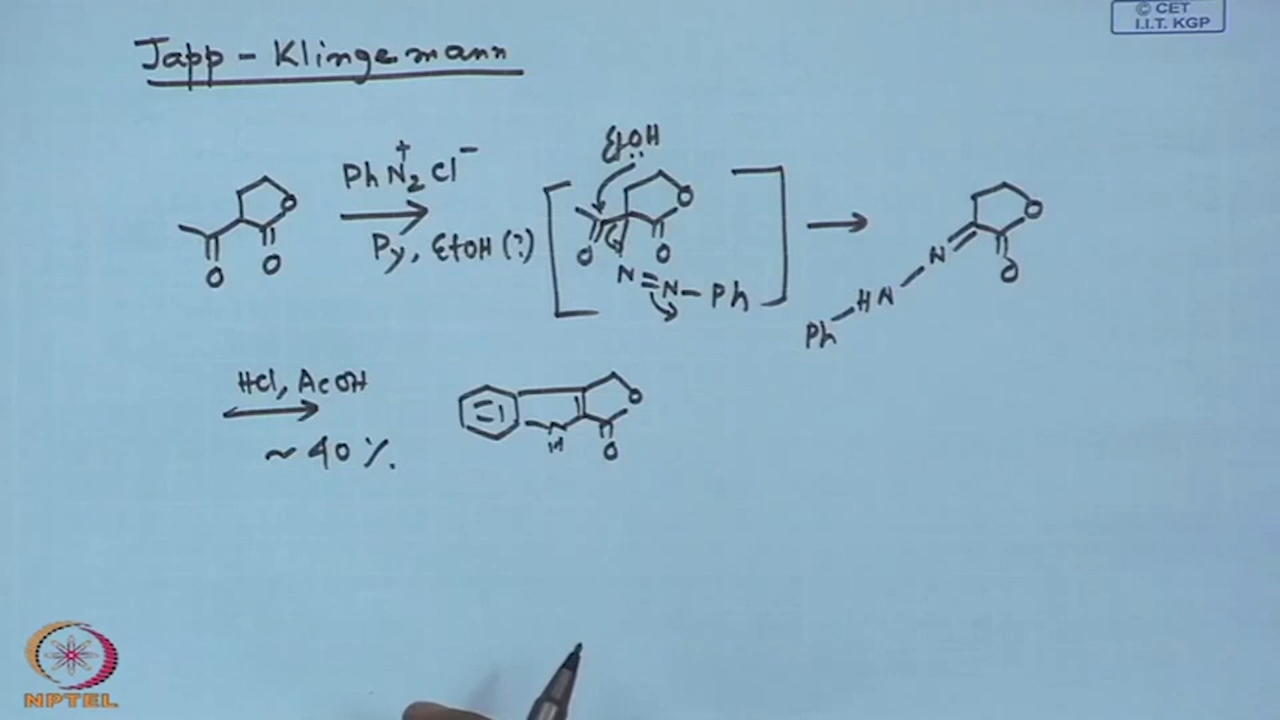 © CET
I.I.T. KGP
Japp - Klingemann
PhN₂⁺Cl⁻
Py, EtOH (?)
O
O
O
EtOH
O
O
O
N=N-Ph
O
O
N
HN
Ph
HCl, AcOH
~ 40 %.
O
O
N
H
NPTEL